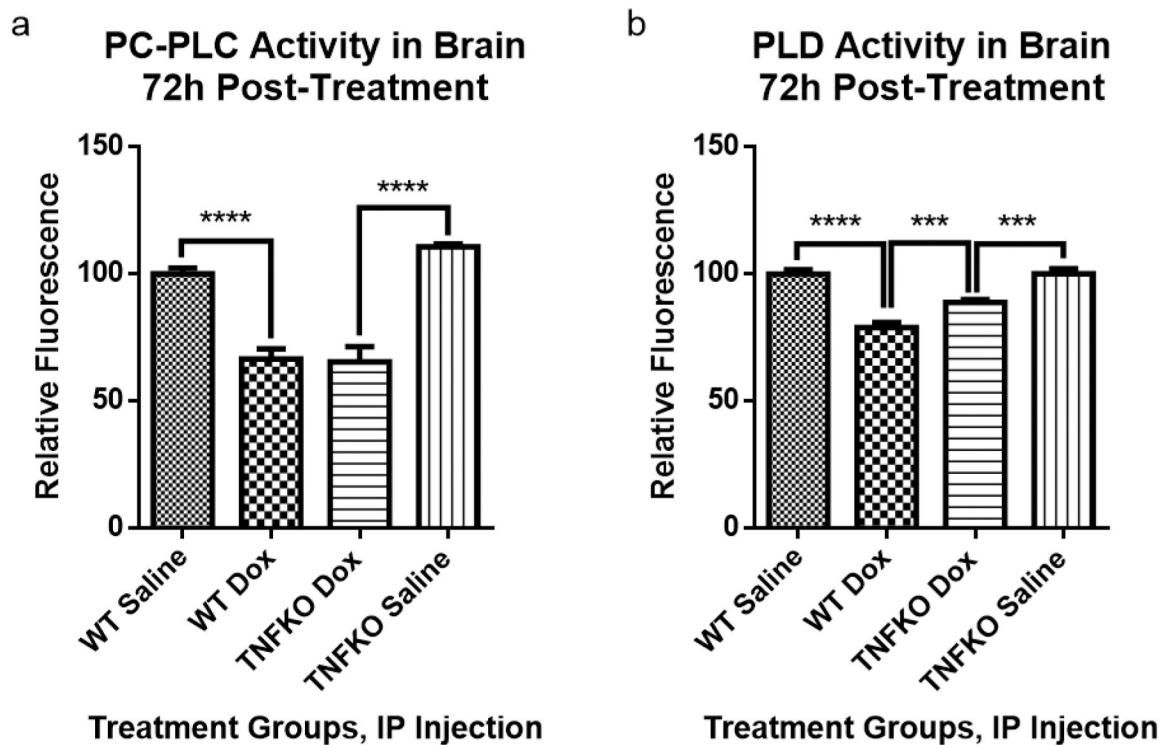 a
PC-PLC Activity in Brain
72h Post-Treatment
Relative Fluorescence
150
100
50
0
****
****
WT Saline
WT Dox
TNFKO Dox
TNFKO Saline
Treatment Groups, IP Injection
b
PLD Activity in Brain
72h Post-Treatment
Relative Fluorescence
150
100
50
0
****
***
***
WT Saline
WT Dox
TNFKO Dox
TNFKO Saline
Treatment Groups, IP Injection